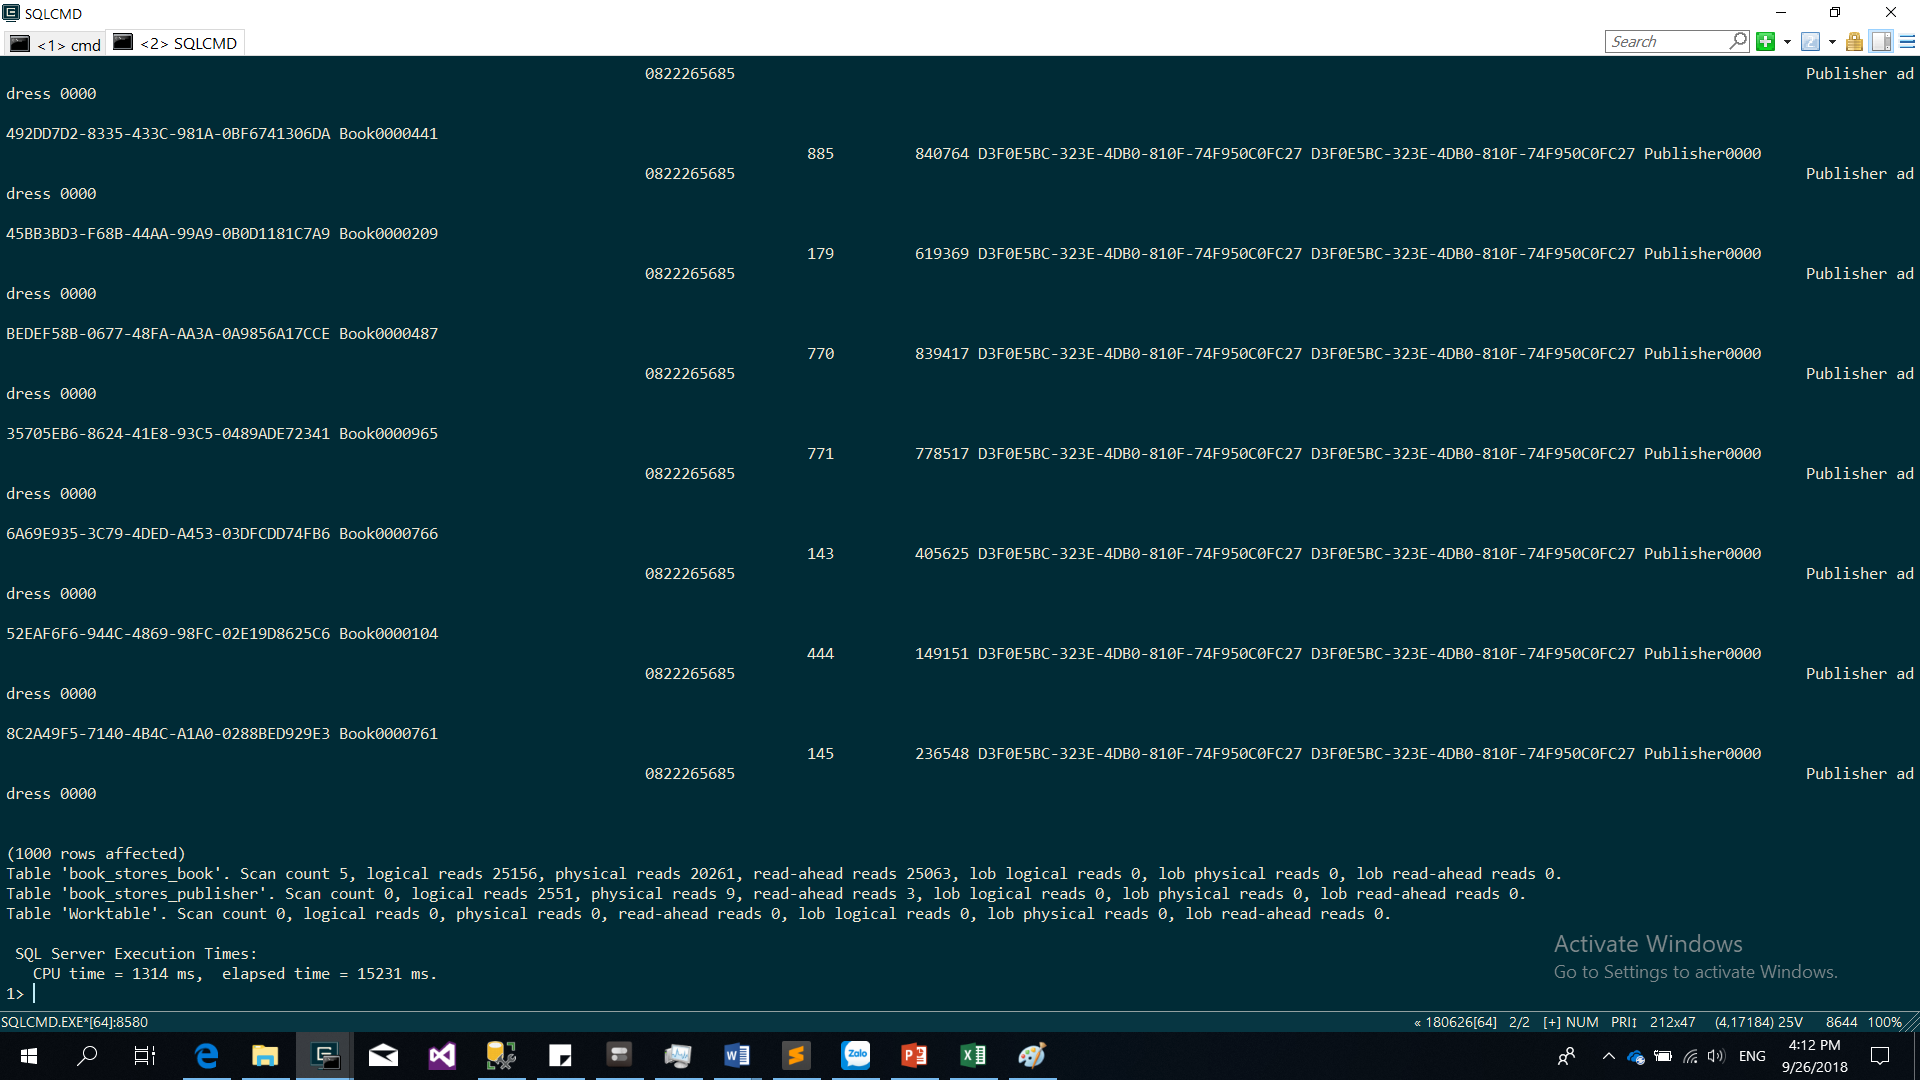 SQLCMD
<1> cmd <2> SQLCMD Search
0822265685 Publisher ad
dress 0000
492DD7D2-8335-433C-981A-0BF6741306DA Book0000441
885 840764 D3F0E5BC-323E-4DB0-810F-74F950C0FC27 D3F0E5BC-323E-4DB0-810F-74F950C0FC27 Publisher0000
0822265685 Publisher ad
dress 0000
45BB3BD3-F68B-44AA-99A9-0B0D1181C7A9 Book0000209
179 619369 D3F0E5BC-323E-4DB0-810F-74F950C0FC27 D3F0E5BC-323E-4DB0-810F-74F950C0FC27 Publisher0000
0822265685 Publisher ad
dress 0000
BEDEF58B-0677-48FA-AA3A-0A9856A17CCE Book0000487
770 839417 D3F0E5BC-323E-4DB0-810F-74F950C0FC27 D3F0E5BC-323E-4DB0-810F-74F950C0FC27 Publisher0000
0822265685 Publisher ad
dress 0000
35705EB6-8624-41E8-93C5-0489ADE72341 Book0000965
771 778517 D3F0E5BC-323E-4DB0-810F-74F950C0FC27 D3F0E5BC-323E-4DB0-810F-74F950C0FC27 Publisher0000
0822265685 Publisher ad
dress 0000
6A69E935-3C79-4DED-A453-03DFCDD74FB6 Book0000766
143 405625 D3F0E5BC-323E-4DB0-810F-74F950C0FC27 D3F0E5BC-323E-4DB0-810F-74F950C0FC27 Publisher0000
0822265685 Publisher ad
dress 0000
52EAF6F6-944C-4869-98FC-02E19D8625C6 Book0000104
444 149151 D3F0E5BC-323E-4DB0-810F-74F950C0FC27 D3F0E5BC-323E-4DB0-810F-74F950C0FC27 Publisher0000
0822265685 Publisher ad
dress 0000
8C2A49F5-7140-4B4C-A1A0-0288BED929E3 Book0000761
145 236548 D3F0E5BC-323E-4DB0-810F-74F950C0FC27 D3F0E5BC-323E-4DB0-810F-74F950C0FC27 Publisher0000
0822265685 Publisher ad
dress 0000
(1000 rows affected)
Table 'book_stores_book'. Scan count 5, logical reads 25156, physical reads 20261, read-ahead reads 25063, lob logical reads 0, lob physical reads 0, lob read-ahead reads 0.
Table 'book_stores_publisher'. Scan count 0, logical reads 2551, physical reads 9, read-ahead reads 3, lob logical reads 0, lob physical reads 0, lob read-ahead reads 0.
Table 'Worktable'. Scan count 0, logical reads 0, physical reads 0, read-ahead reads 0, lob logical reads 0, lob physical reads 0, lob read-ahead reads 0.
SQL Server Execution Times:
CPU time = 1314 ms, elapsed time = 15231 ms.
1>
Activate Windows
Go to Settings to activate Windows.
SQLCMD.EXE*[64]:8580 « 180626[64] 2/2 [+] NUM PRI↕ 212x47 (4,17184) 25V 8644 100%
Zalo ENG 4:12 PM
9/26/2018